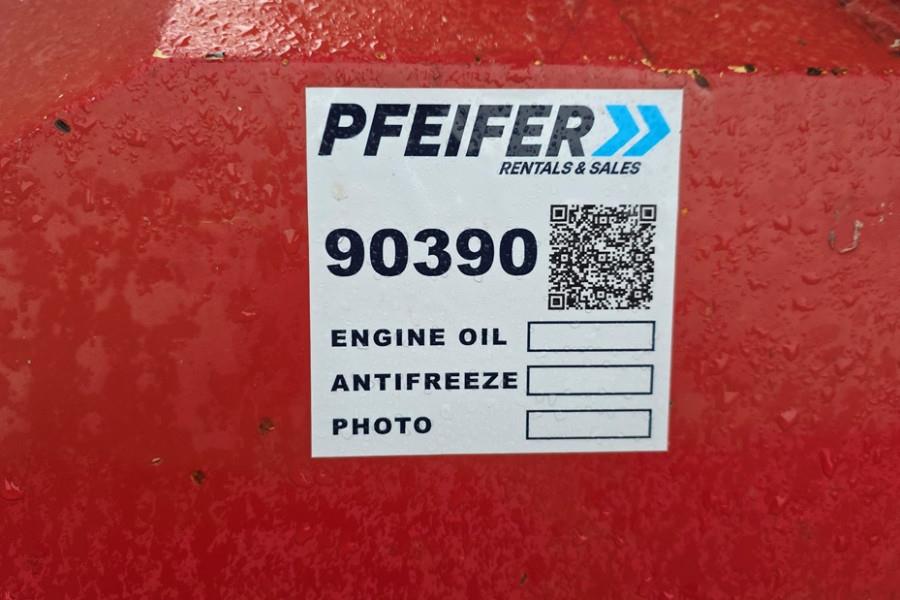 PFEIFER
RENTALS & SALES
90390
ENGINE OIL
ANTIFREEZE
PHOTO